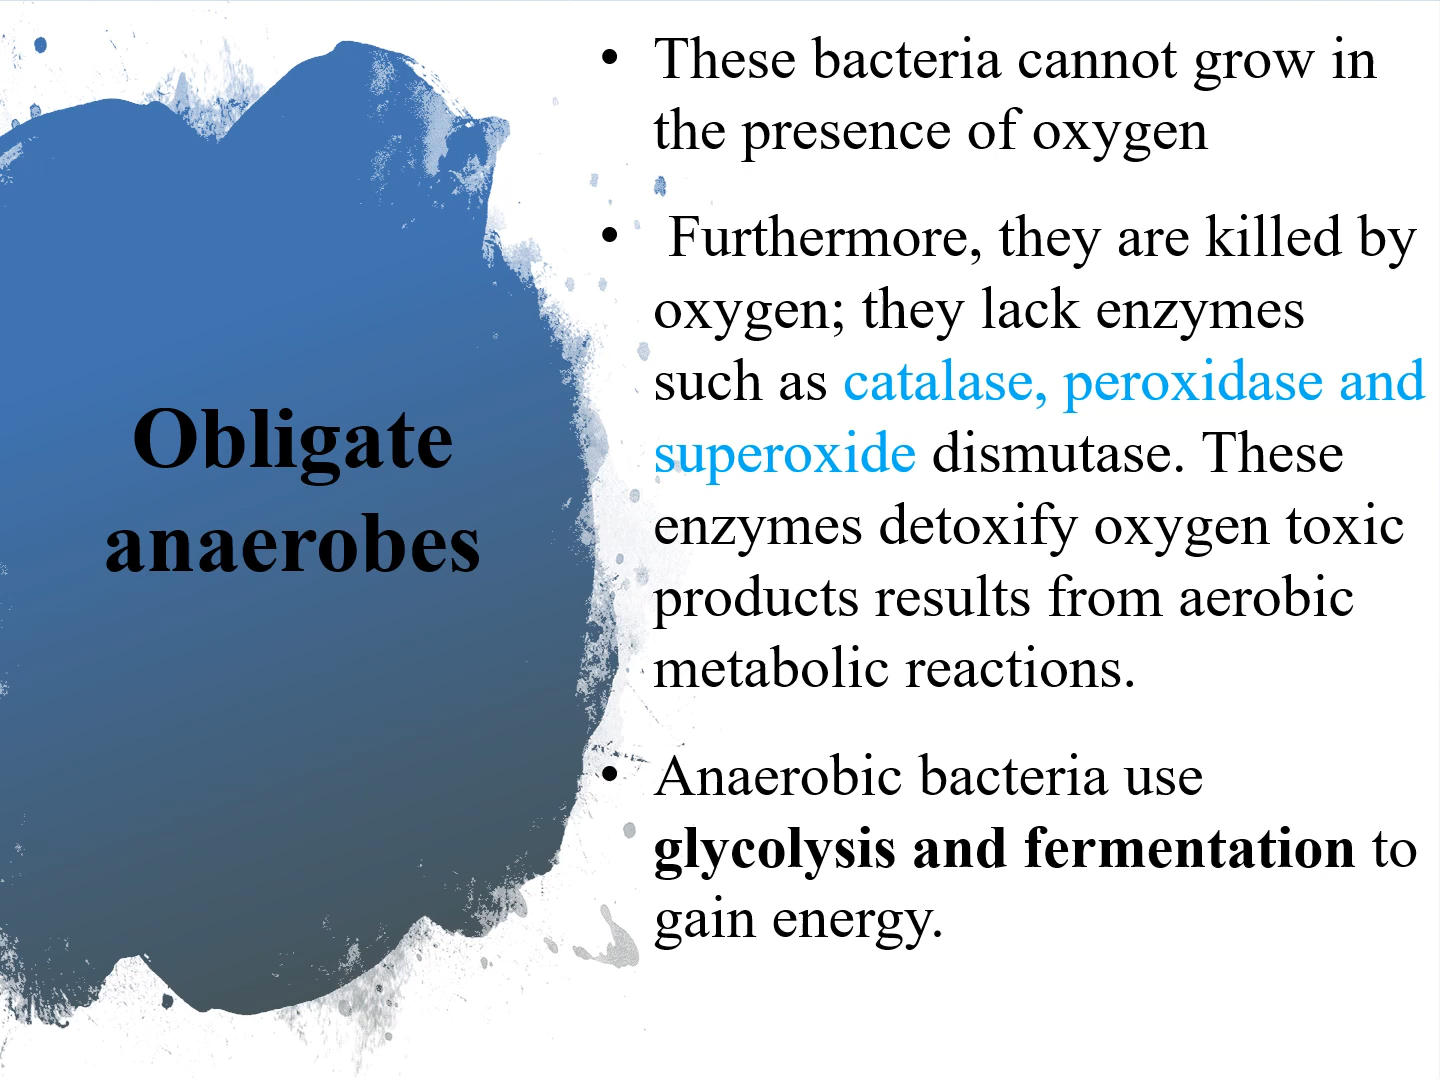 Obligate
anaerobes
• These bacteria cannot grow in
the presence of oxygen
• Furthermore, they are killed by
oxygen; they lack enzymes
such as catalase, peroxidase and
superoxide dismutase. These
enzymes detoxify oxygen toxic
products results from aerobic
metabolic reactions.
• Anaerobic bacteria use
glycolysis and fermentation to
gain energy.